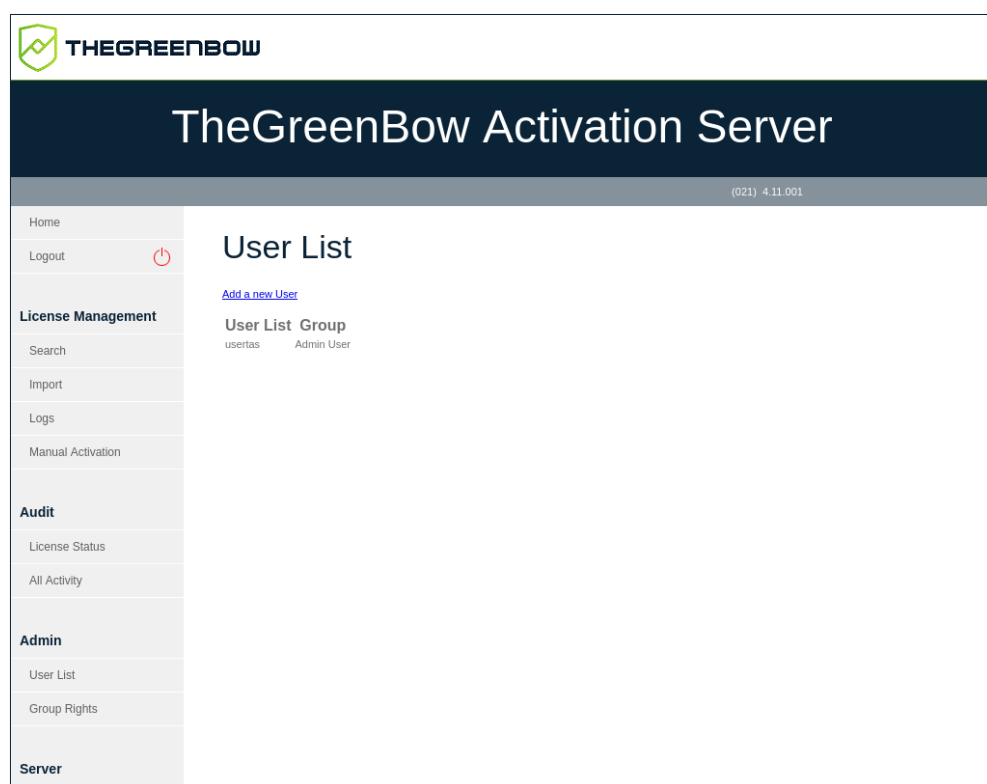 THEGREENBOW
TheGreenBow Activation Server
(021) 4.11.001
Home
Logout
License Management
Search
Import
Logs
Manual Activation
Audit
License Status
All Activity
Admin
User List
Group Rights
Server
User List
Add a new User
User List Group
usertas Admin User